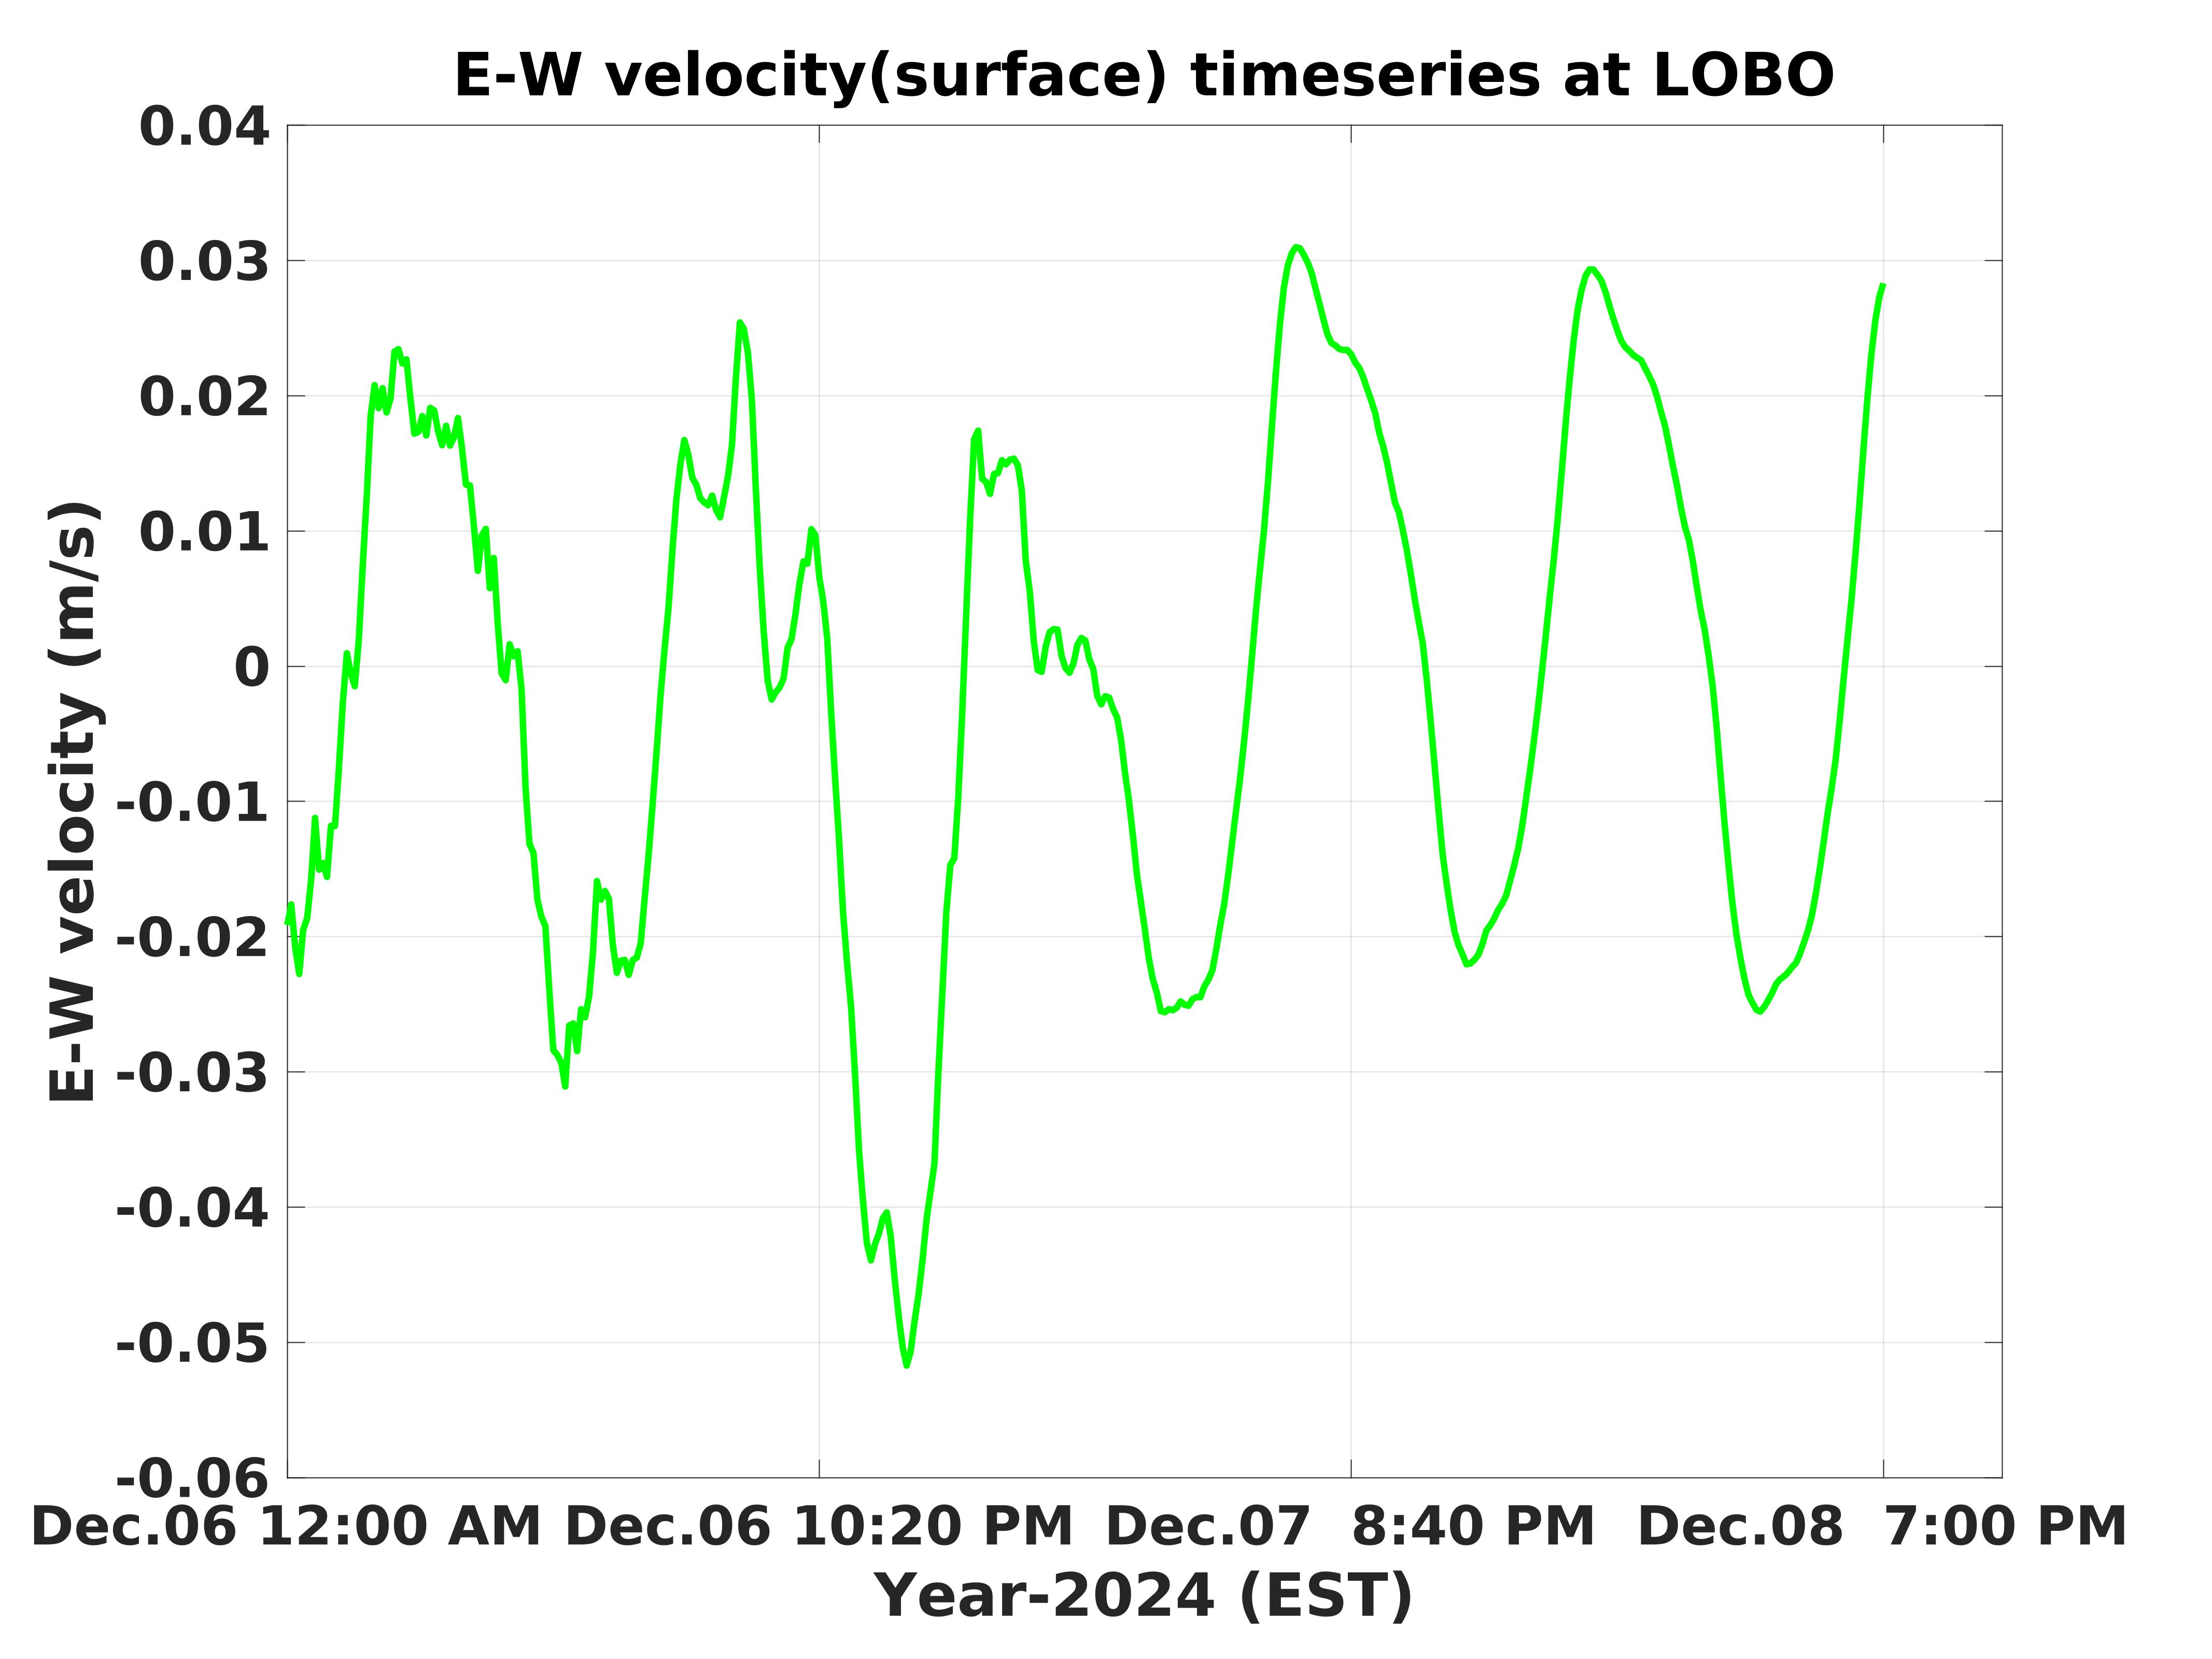 E-W velocity(surface) timeseries at LOBO
E-W velocity (m/s)
0.04
0.03
0.02
0.01
0
-0.01
-0.02
-0.03
-0.04
-0.05
-0.06
Dec.06 12:00 AM Dec.06 10:20 PM Dec.07 8:40 PM Dec.08 7:00 PM
Year-2024 (EST)